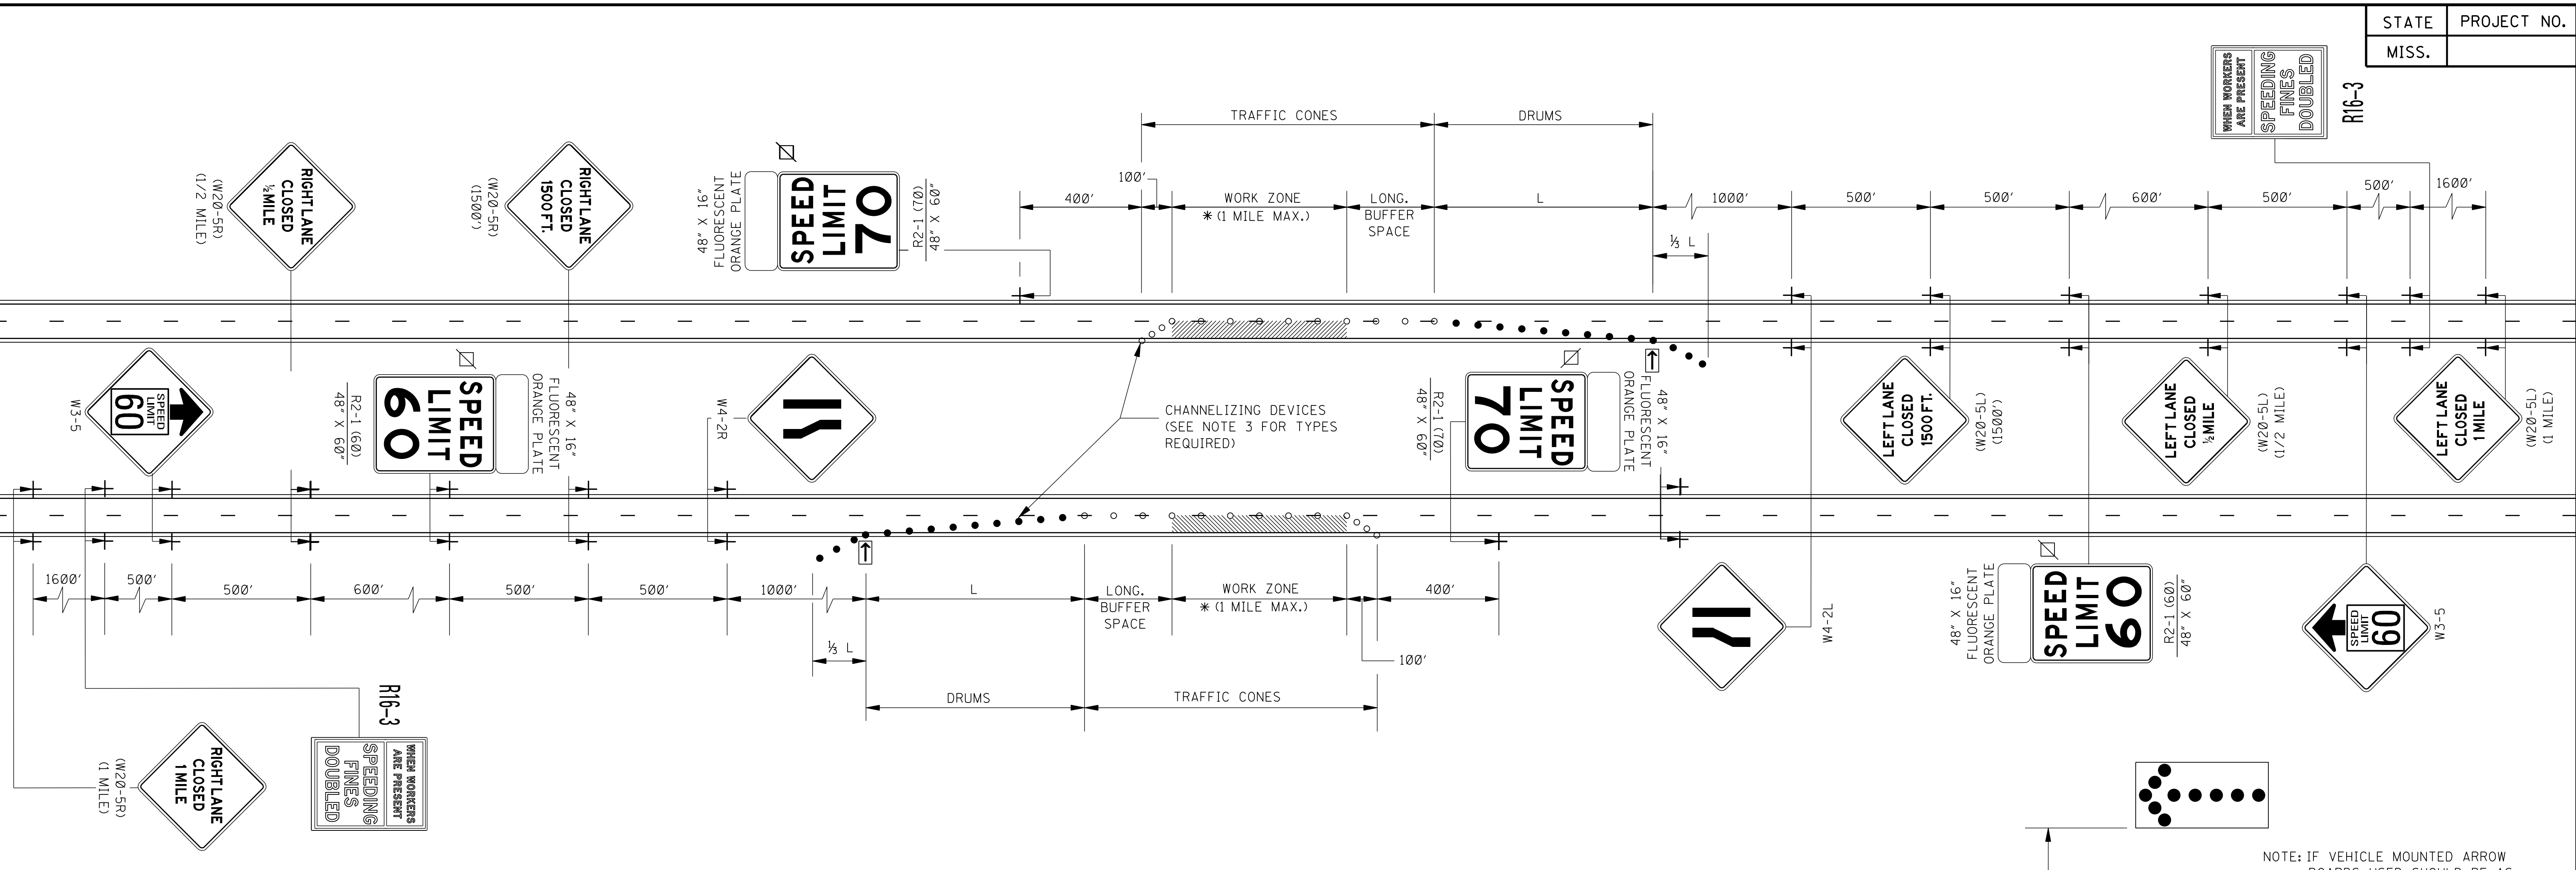 STATE
PROJECT NO.
MISS.
WHEN WORKERS
ARE PRESENT
SPEEDING
FINES
DOUBLED
R16-3
TRAFFIC CONES
DRUMS
RIGHT LANE
CLOSED
½ MILE
(W20-5R)
(1/2 MILE)
RIGHT LANE
CLOSED
1500 FT.
(W20-5R)
(1500')
48" X 16"
FLUORESCENT
ORANGE PLATE
SPEED
LIMIT
70
R2-1 (70)
48" X 60"
400'
100'
WORK ZONE
* (1 MILE MAX.)
LONG.
BUFFER
SPACE
L
⅓ L
1000'
500'
500'
600'
500'
500'
1600'
W3-5
SPEED
LIMIT
60
R2-1 (60)
48" X 60"
SPEED
LIMIT
60
48" X 16"
FLUORESCENT
ORANGE PLATE
W4-2R
CHANNELIZING DEVICES
(SEE NOTE 3 FOR TYPES
REQUIRED)
R2-1 (70)
48" X 60"
SPEED
LIMIT
70
48" X 16"
FLUORESCENT
ORANGE PLATE
LEFT LANE
CLOSED
1500 FT.
(W20-5L)
(1500')
LEFT LANE
CLOSED
½ MILE
(W20-5L)
(1/2 MILE)
LEFT LANE
CLOSED
1 MILE
(W20-5L)
(1 MILE)
1600'
500'
500'
600'
500'
500'
1000'
L
LONG.
BUFFER
SPACE
WORK ZONE
* (1 MILE MAX.)
400'
100'
⅓ L
DRUMS
TRAFFIC CONES
W4-2L
48" X 16"
FLUORESCENT
ORANGE PLATE
SPEED
LIMIT
60
R2-1 (60)
48" X 60"
SPEED
LIMIT
60
W3-5
(W20-5R)
(1 MILE)
RIGHT LANE
CLOSED
1 MILE
R16-3
WHEN WORKERS
ARE PRESENT
SPEEDING
FINES
DOUBLED
NOTE: IF VEHICLE MOUNTED ARROW
BOARDS USED SHOULD BE AS